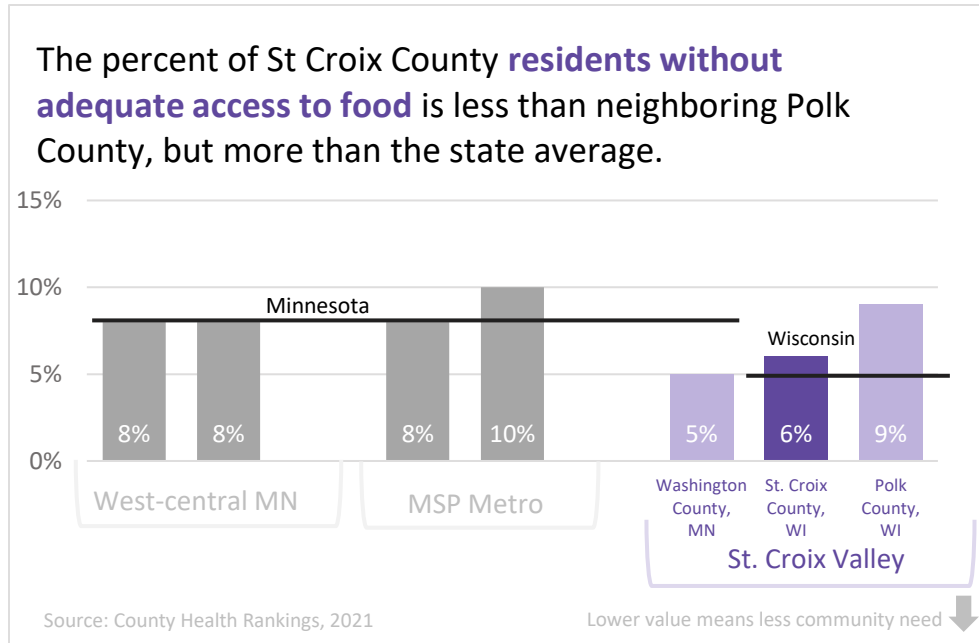 The percent of St Croix County residents without
adequate access to food is less than neighboring Polk
County, but more than the state average.
15%
10%
Minnesota
Wisconsin
5%
8%
8%
8%
10%
5%
6%
9%
0%
West-central MN
MSP Metro
Washington
County,
MN
St. Croix
County,
WI
Polk
County,
WI
St. Croix Valley
Source: County Health Rankings, 2021
Lower value means less community need